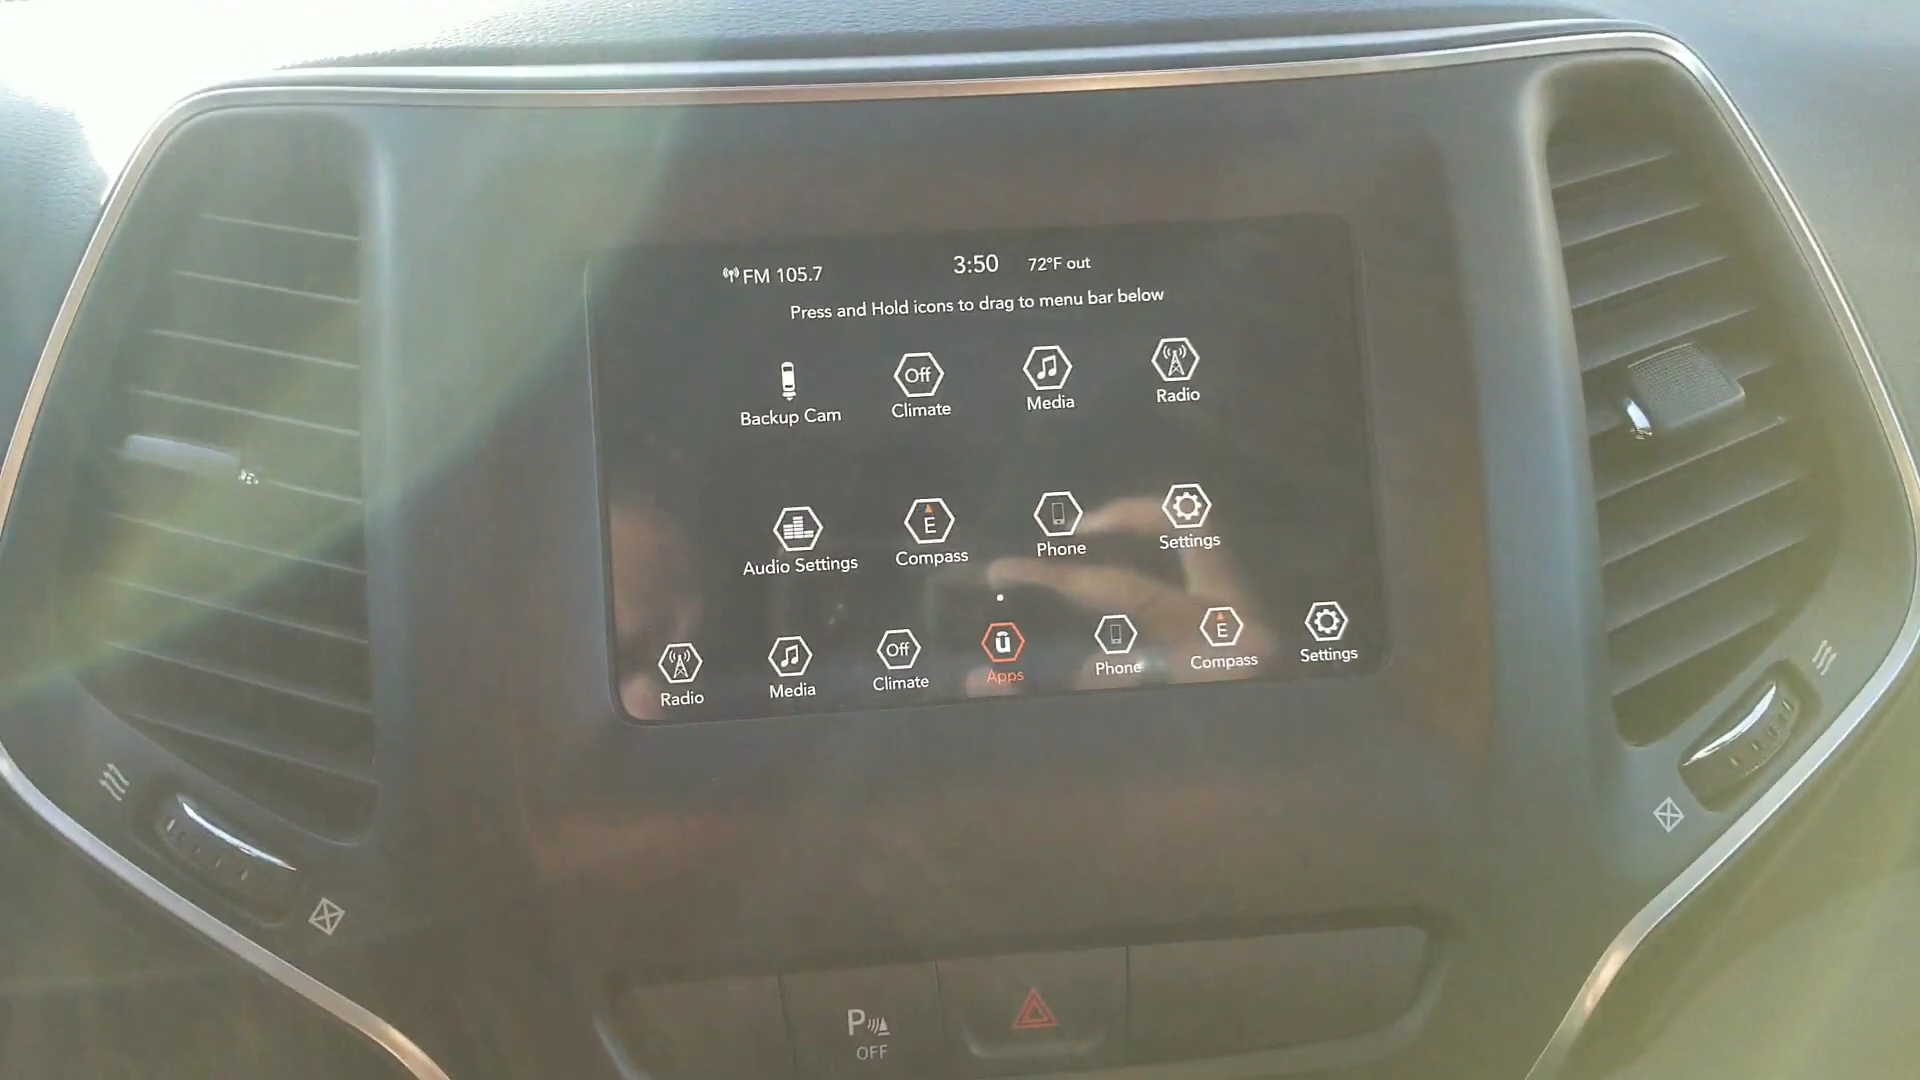 FM 105.7 3:50 72°F out
Press and Hold icons to drag to menu bar below
Backup Cam Off Climate Media Radio
Audio Settings E Compass Phone Settings
Radio Media Off Climate ū Apps Phone E Compass Settings
P
OFF